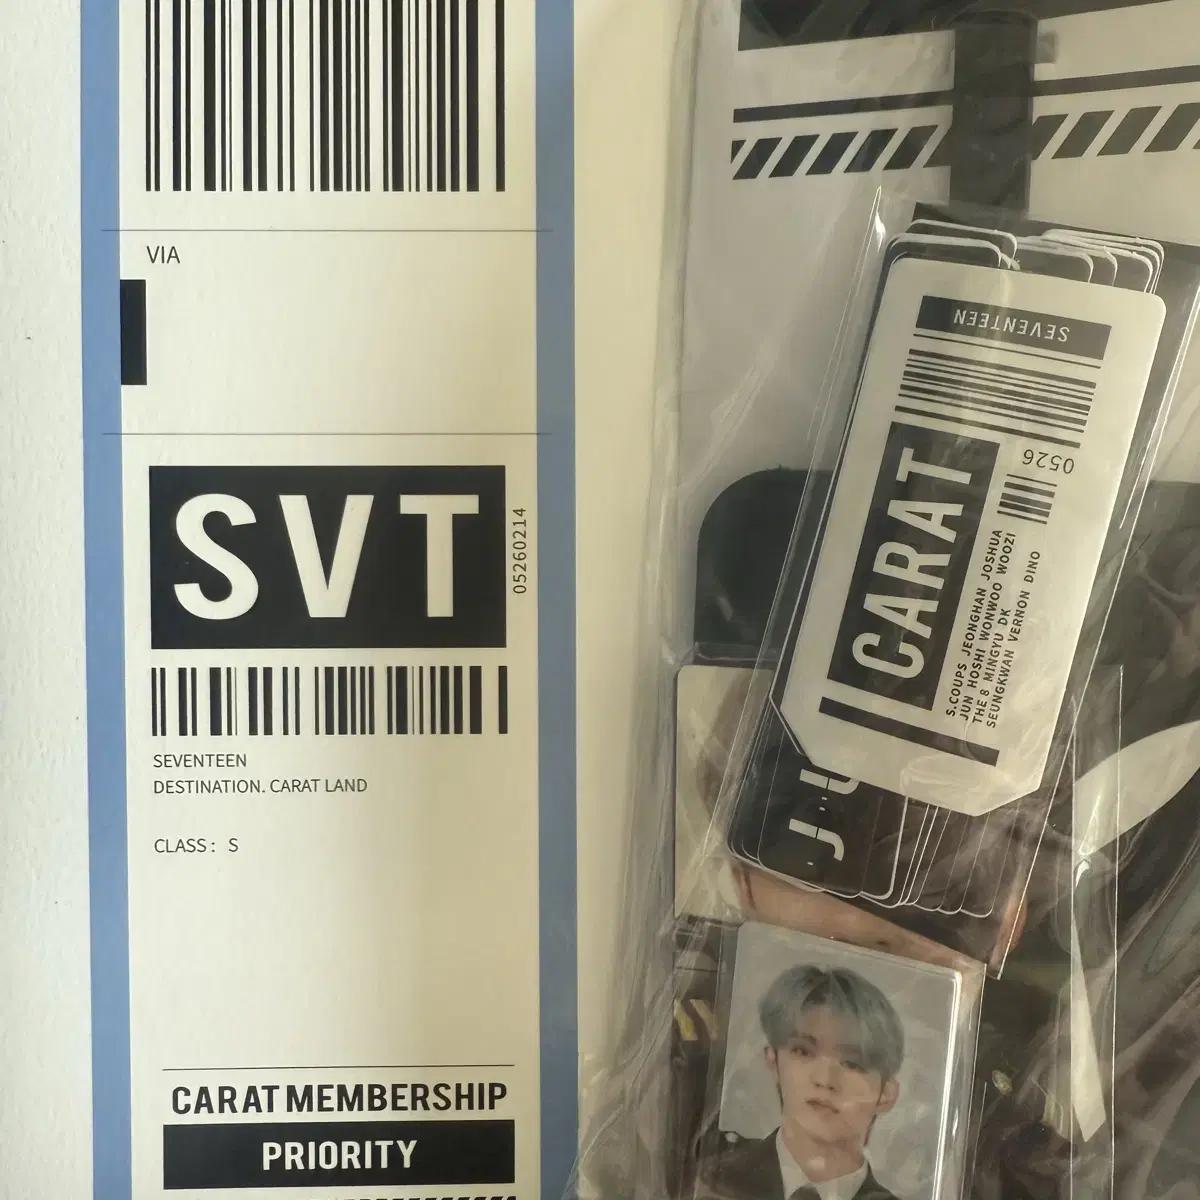 VIA
SVT
05260214
SEVENTEEN
DESTINATION. CARAT LAND
CLASS: S
CARAT MEMBERSHIP
PRIORITY
SEVENTEEN
0526
CARAT
S.COUPS JEONGHAN JOSHUA
JUN HOSHI WONWOO WOOZI
THE 8 MINGYU DK
SEUNGKWAN VERNON DINO